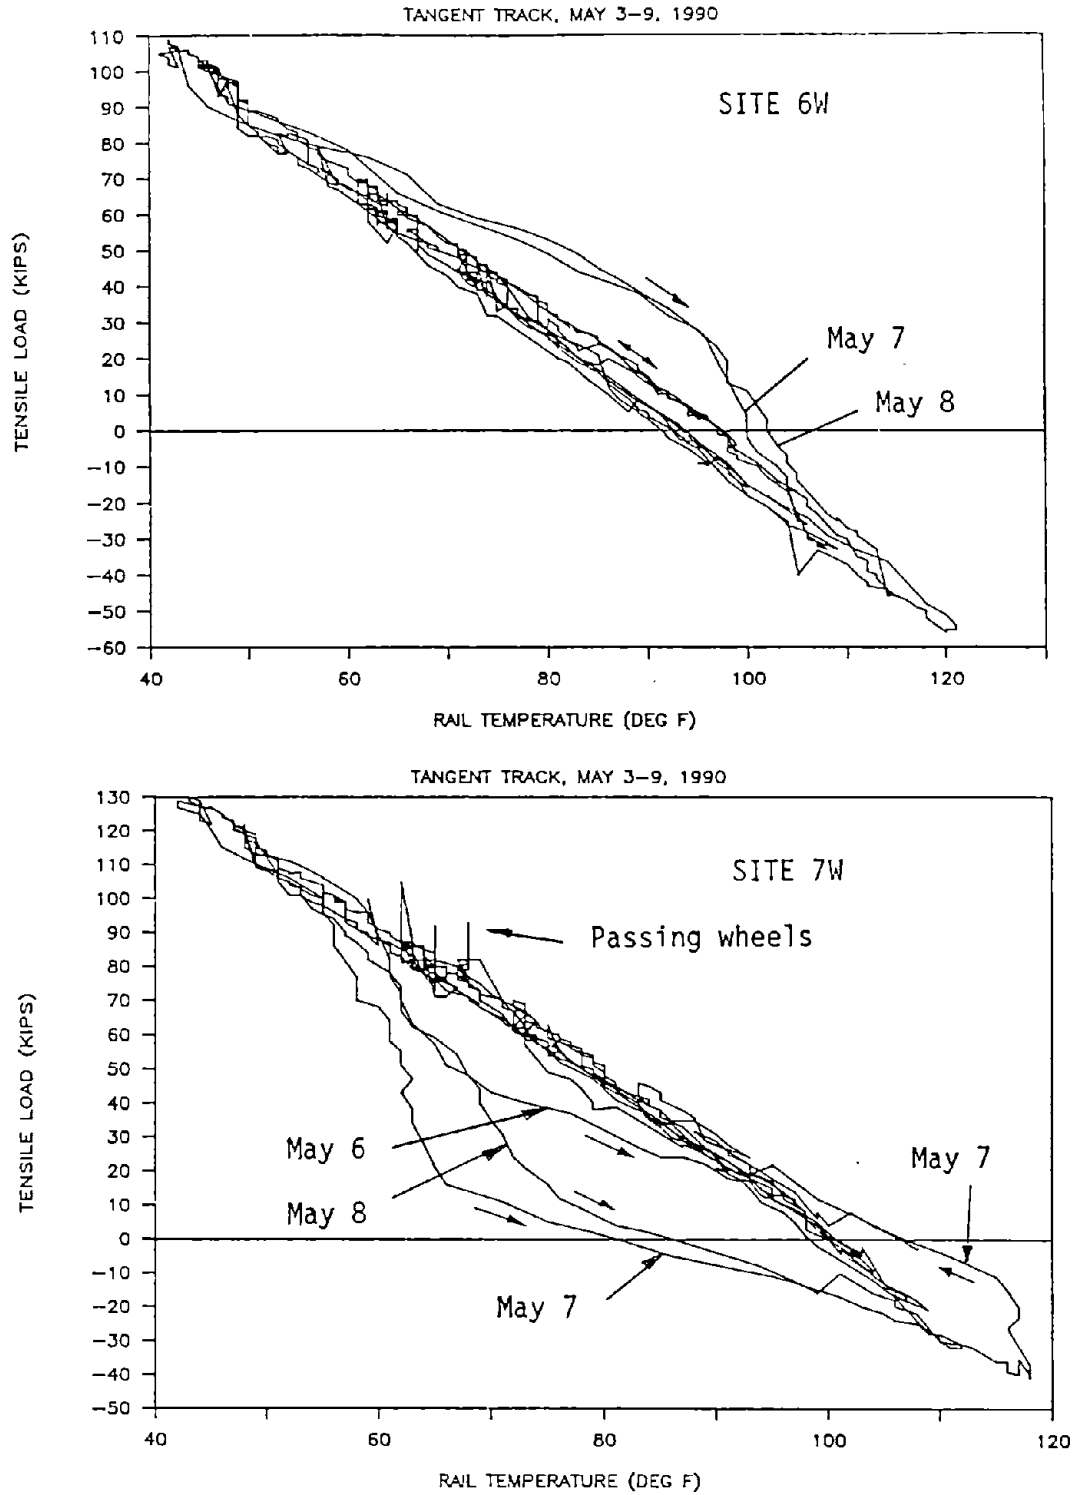 TANGENT TRACK, MAY 3-9, 1990
110
100
90
80
70
60
50
40
30
20
10
0
-10
-20
-30
-40
-50
-60
TENSILE LOAD (KIPS)
SITE 6W
May 7
May 8
40 60 80 100 120
RAIL TEMPERATURE (DEG F)
TANGENT TRACK, MAY 3-9, 1990
130
120
110
100
90
80
70
60
50
40
30
20
10
0
-10
-20
-30
-40
-50
TENSILE LOAD (KIPS)
SITE 7W
Passing wheels
May 6
May 7
May 8
May 7
40 60 80 100 120
RAIL TEMPERATURE (DEG F)